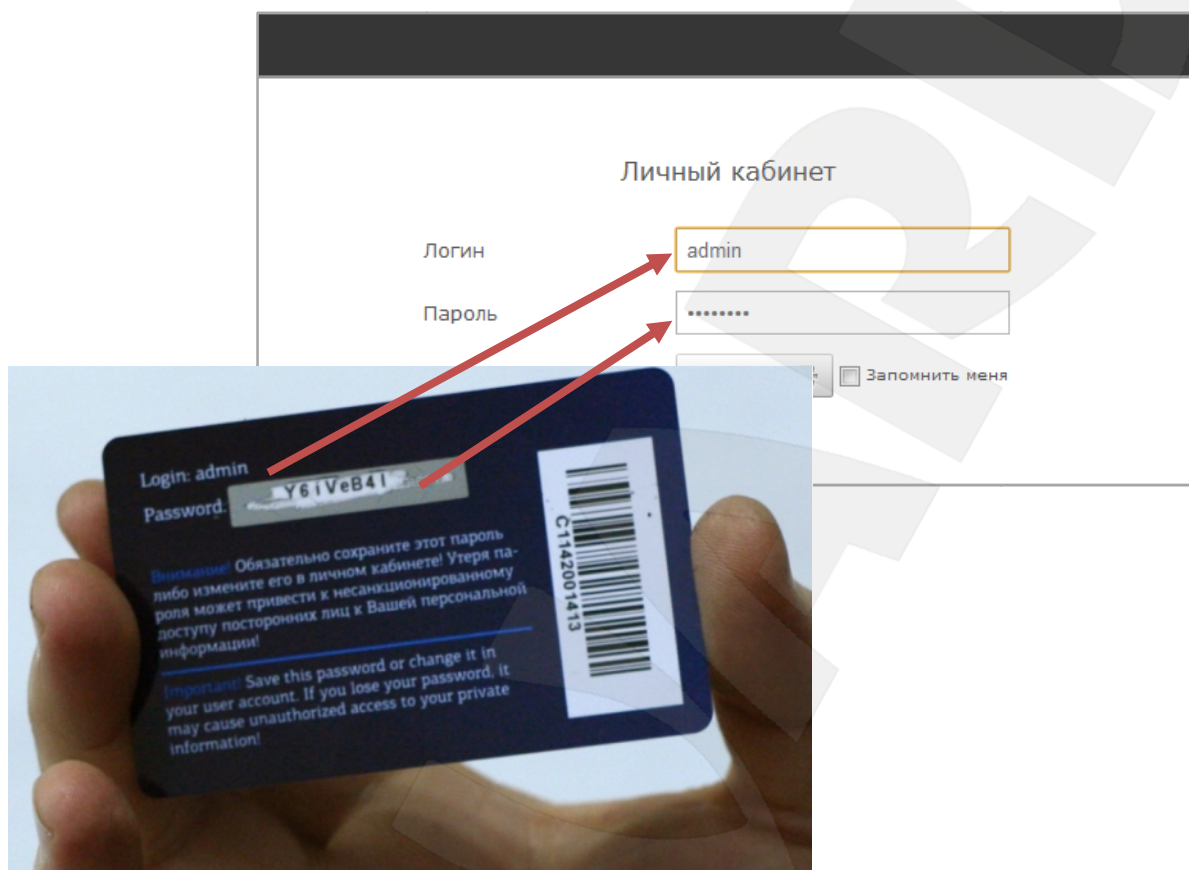 Личный кабинет
Логин
admin
Пароль
••••••••
Запомнить меня
Login: admin
Password: Y6iVeB4l
Внимание! Обязательно сохраните этот пароль
либо измените его в личном кабинете! Утеря па-
роля может привести к несанкционированному
доступу посторонних лиц к Вашей персональной
информации!
Important! Save this password or change it in
your user account. If you lose your password, it
may cause unauthorized access to your private
information!
C1142001413